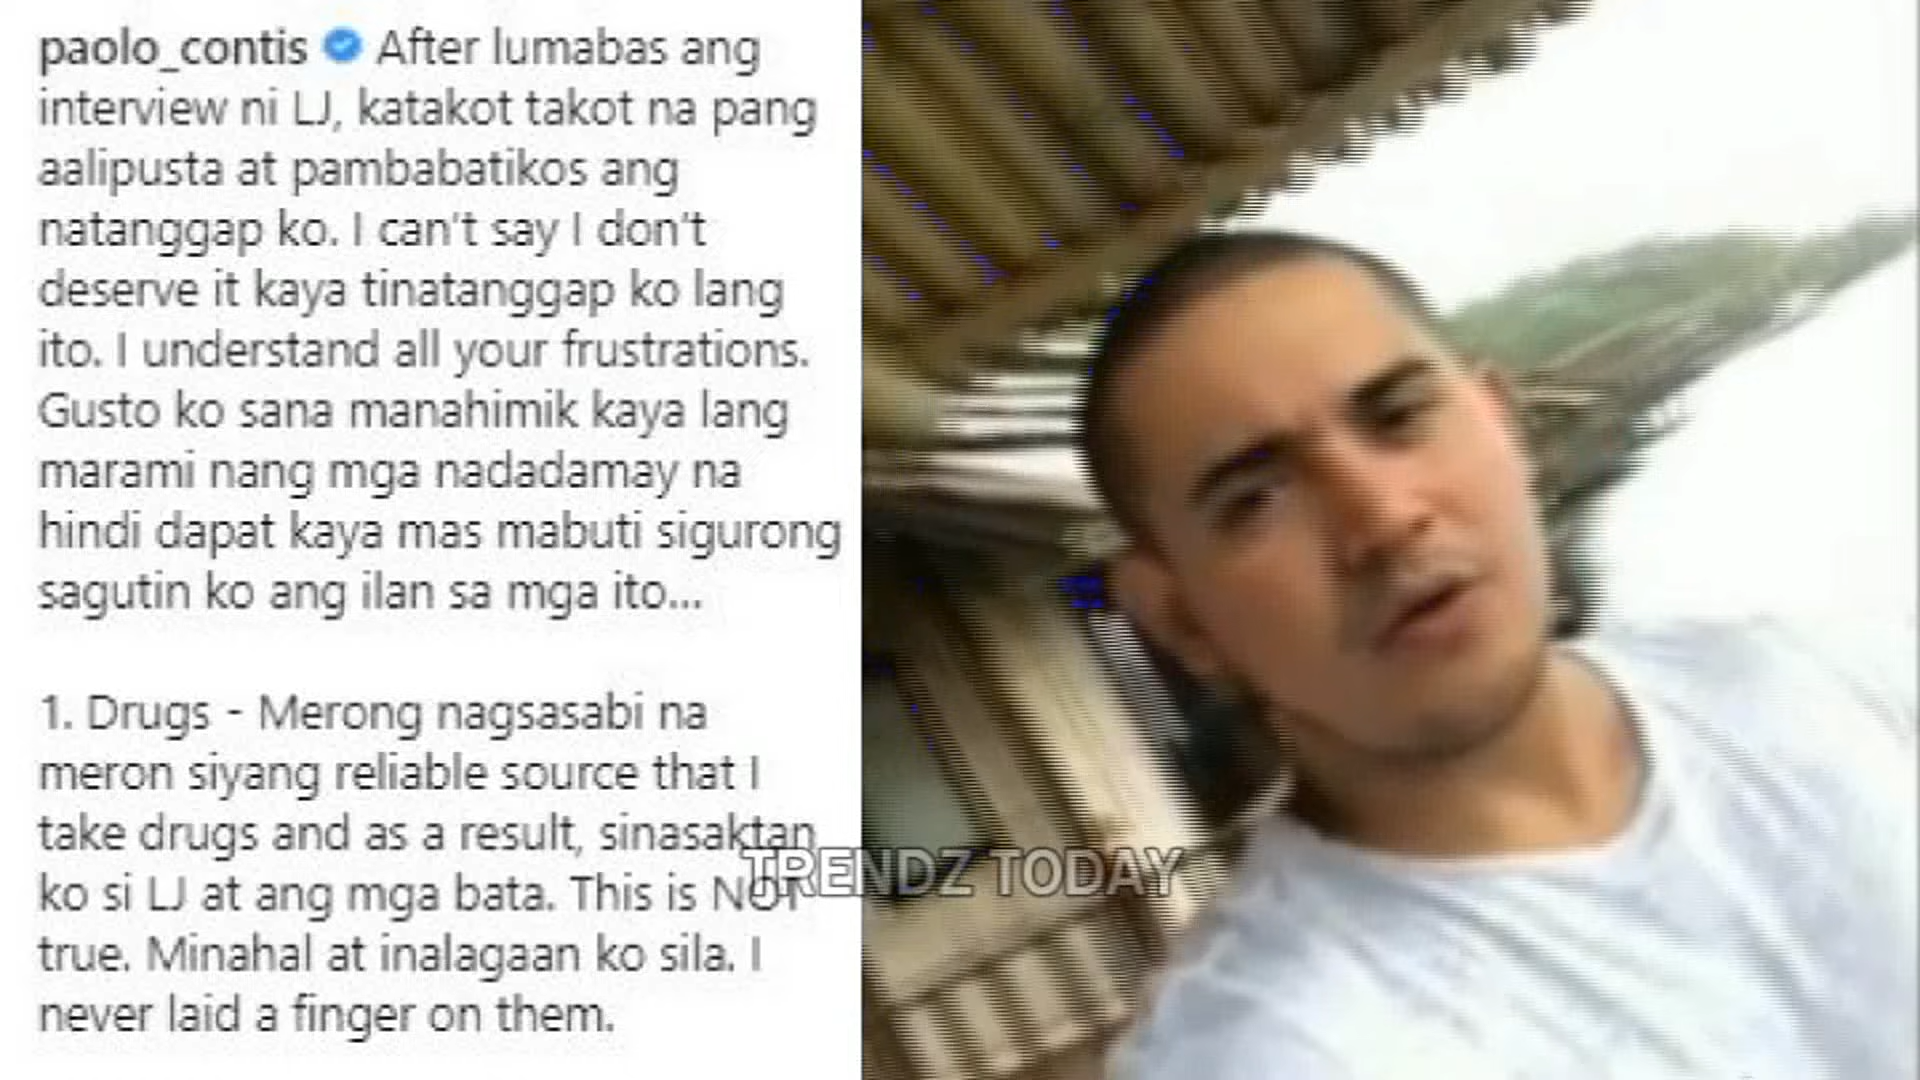 paolo_contis After lumabas ang
interview ni LJ, katakot takot na pang
aalipusta at pambabatikos ang
natanggap ko. I can't say I don't
deserve it kaya tinatanggap ko lang
ito. I understand all your frustrations.
Gusto ko sana manahimik kaya lang
marami nang mga nadadamay na
hindi dapat kaya mas mabuti sigurong
sagutin ko ang ilan sa mga ito...
1. Drugs - Merong nagsasabi na
meron siyang reliable source that I
take drugs and as a result, sinasaktan
ko si LJ at ang mga bata. This is NOT
true. Minahal at inalagaan ko sila. I
never laid a finger on them.
TRENDZ TODAY